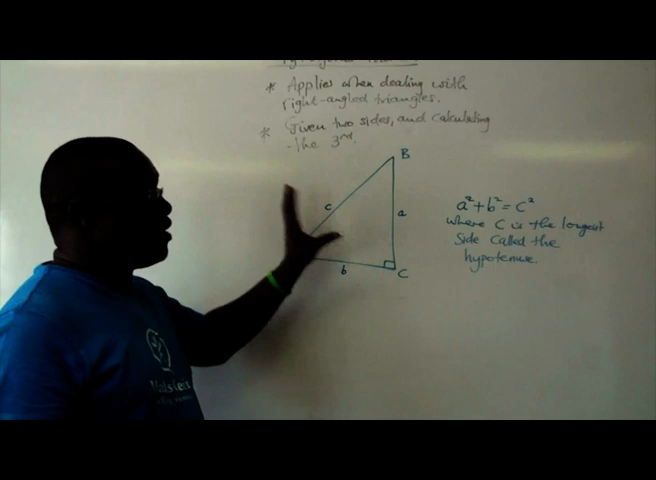 * Applies when dealing with
right-angled triangles.
* Given two sides, and calculating
the 3rd.
B
c
a
b
C
a² + b² = c²
where C is the longest
Side called the
hypotenuse